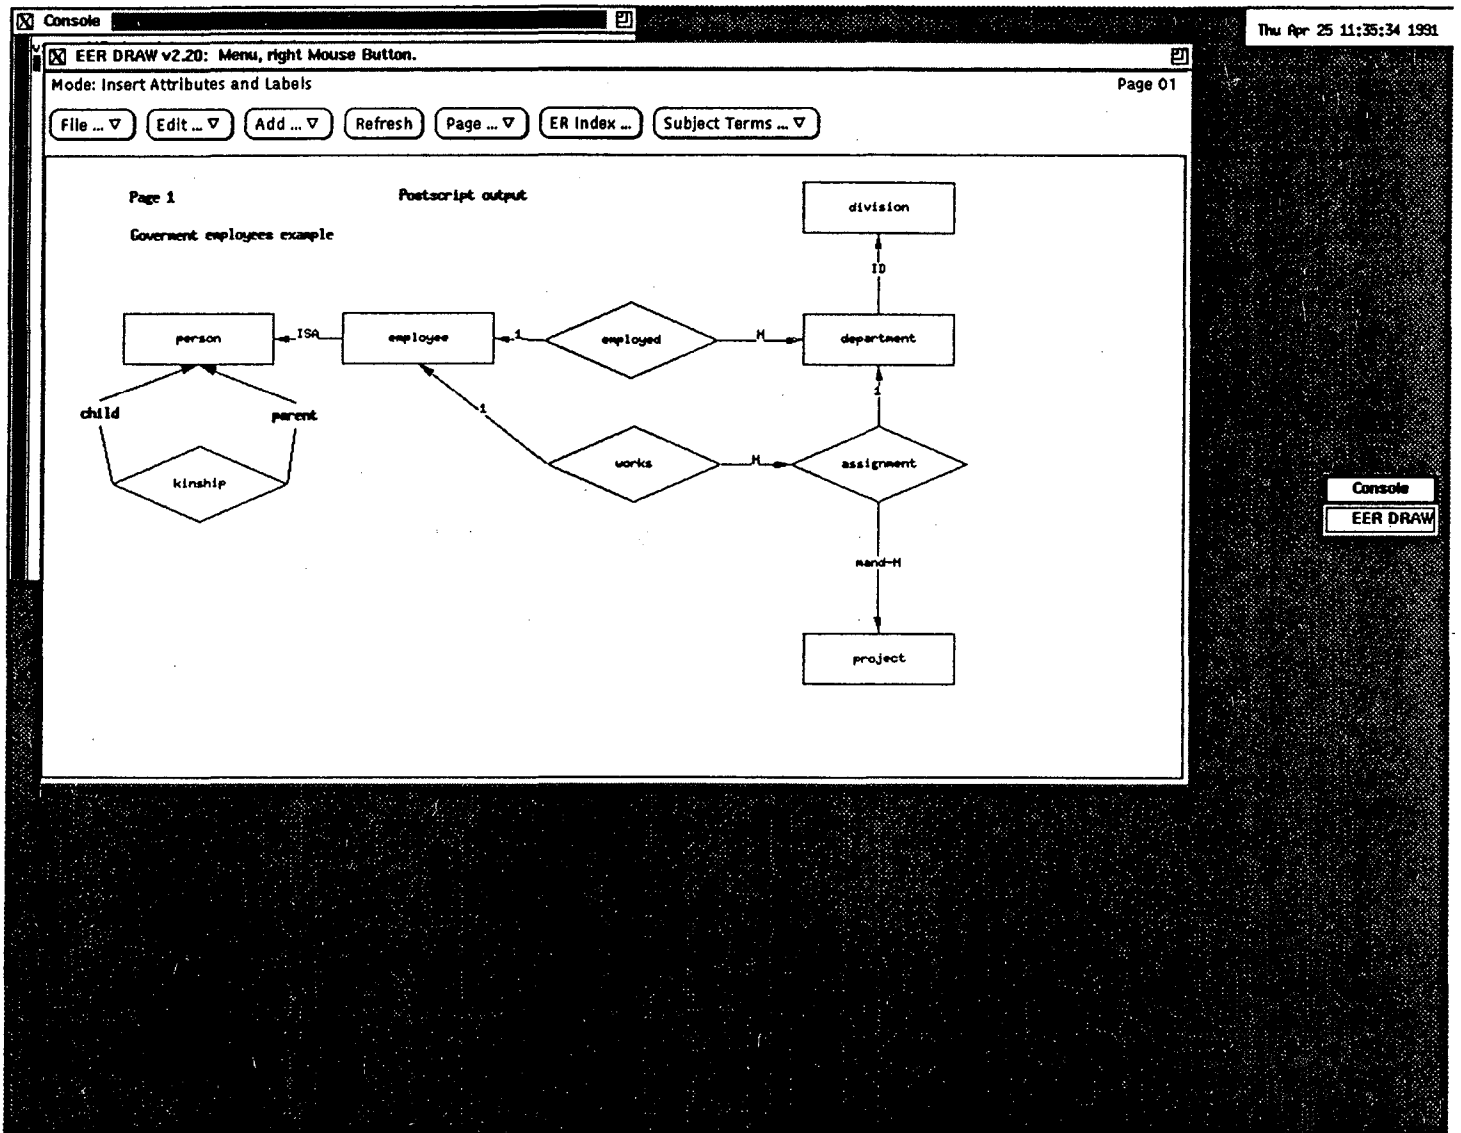 Console
Thu Apr 25 11:35:34 1991
EER DRAW v2.20: Menu, right Mouse Button.
Mode: Insert Attributes and Labels
Page 01
File ... ▽
Edit ... ▽
Add ... ▽
Refresh
Page ... ▽
ER Index ...
Subject Terms ... ▽
Page 1
Postscript output
Goverment employees example
division
ID
person
ISA
employee
1
employed
M
department
child
parent
1
1
kinship
works
M
assignment
Console
EER DRAW
mand-M
project